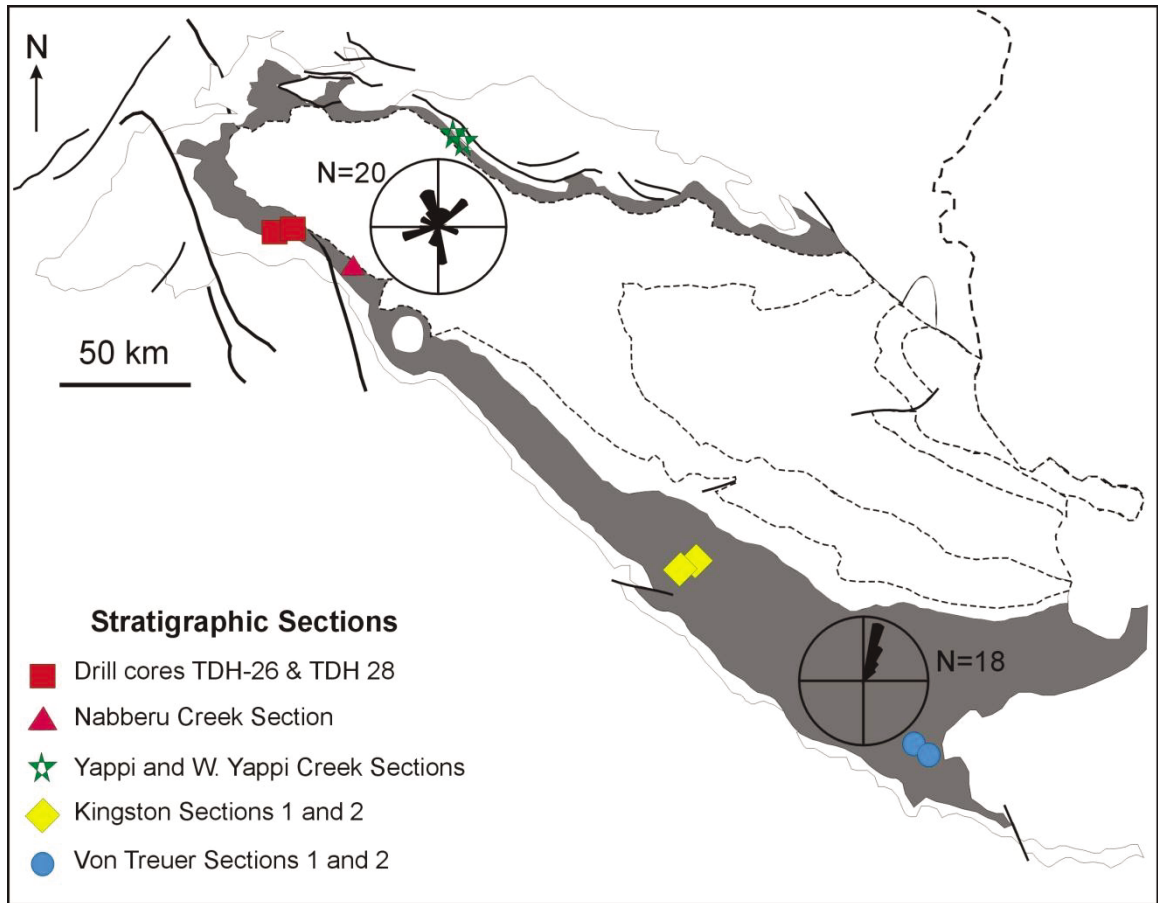 N
N=20
50 km
N=18
Stratigraphic Sections
Drill cores TDH-26 & TDH 28
Nabberu Creek Section
Yappi and W. Yappi Creek Sections
Kingston Sections 1 and 2
Von Treuer Sections 1 and 2